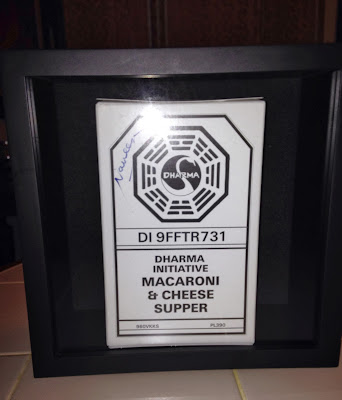 DHARMA
DI 9FFTR731
DHARMA
INITIATIVE
MACARONI
& CHEESE
SUPPER